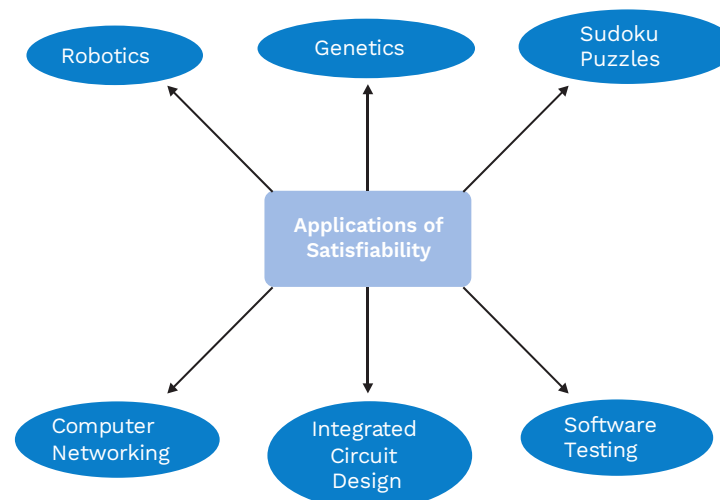 Robotics
Genetics
Sudoku
Puzzles
Applications of
Satisfiability
Computer
Networking
Integrated
Circuit
Design
Software
Testing